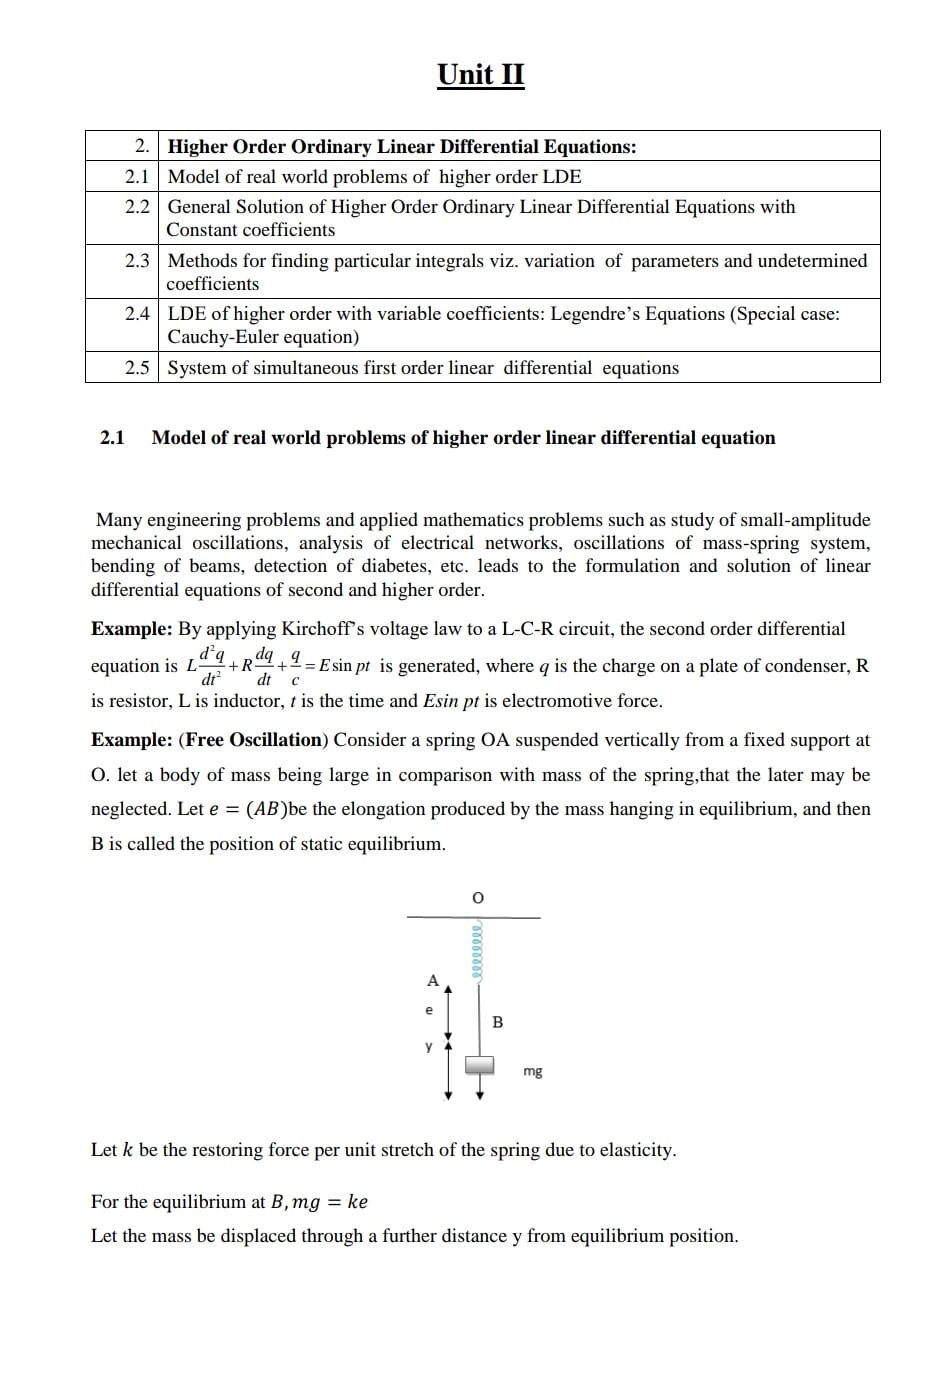 Unit II
2. Higher Order Ordinary Linear Differential Equations:
2.1 Model of real world problems of higher order LDE
2.2 General Solution of Higher Order Ordinary Linear Differential Equations with
Constant coefficients
2.3 Methods for finding particular integrals viz. variation of parameters and undetermined
coefficients
2.4 LDE of higher order with variable coefficients: Legendre’s Equations (Special case:
Cauchy-Euler equation)
2.5 System of simultaneous first order linear differential equations
2.1 Model of real world problems of higher order linear differential equation
Many engineering problems and applied mathematics problems such as study of small-amplitude
mechanical oscillations, analysis of electrical networks, oscillations of mass-spring system,
bending of beams, detection of diabetes, etc. leads to the formulation and solution of linear
differential equations of second and higher order.
Example: By applying Kirchoff’s voltage law to a L-C-R circuit, the second order differential
equation is L d²q/dt² + R dq/dt + q/c = E sin pt is generated, where q is the charge on a plate of condenser, R
is resistor, L is inductor, t is the time and Esin pt is electromotive force.
Example: (Free Oscillation) Consider a spring OA suspended vertically from a fixed support at
O. let a body of mass being large in comparison with mass of the spring,that the later may be
neglected. Let e = (AB)be the elongation produced by the mass hanging in equilibrium, and then
B is called the position of static equilibrium.
O
A
e
B
y
mg
Let k be the restoring force per unit stretch of the spring due to elasticity.
For the equilibrium at B, mg = ke
Let the mass be displaced through a further distance y from equilibrium position.